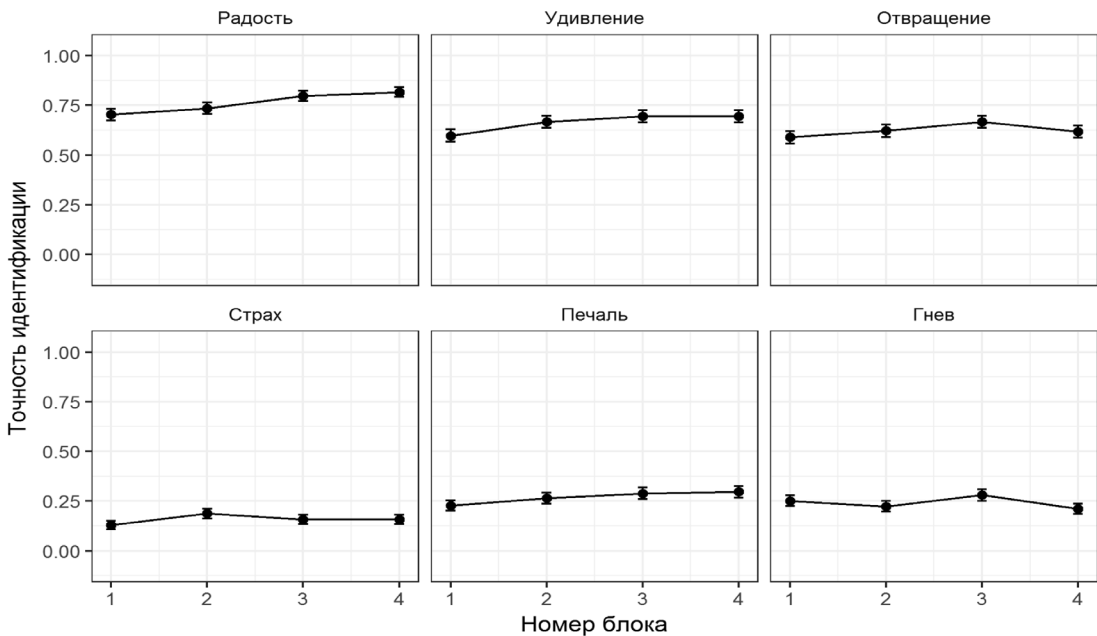 Радость Удивление Отвращение
1.00
0.75
0.50
0.25
0.00
Точность идентификации
Страх Печаль Гнев
1.00
0.75
0.50
0.25
0.00
1 2 3 4 1 2 3 4 1 2 3 4
Номер блока